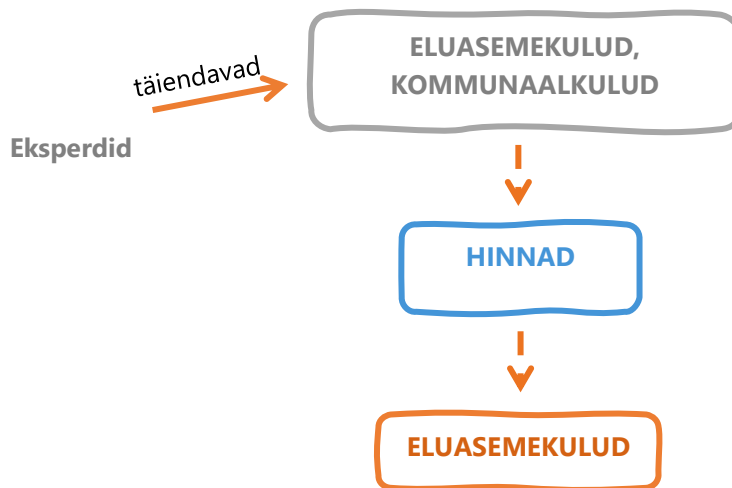 täiendavad
Eksperdid
ELUASEMEKULUD,
KOMMUNAALKULUD
HINNAD
ELUASEMEKULUD